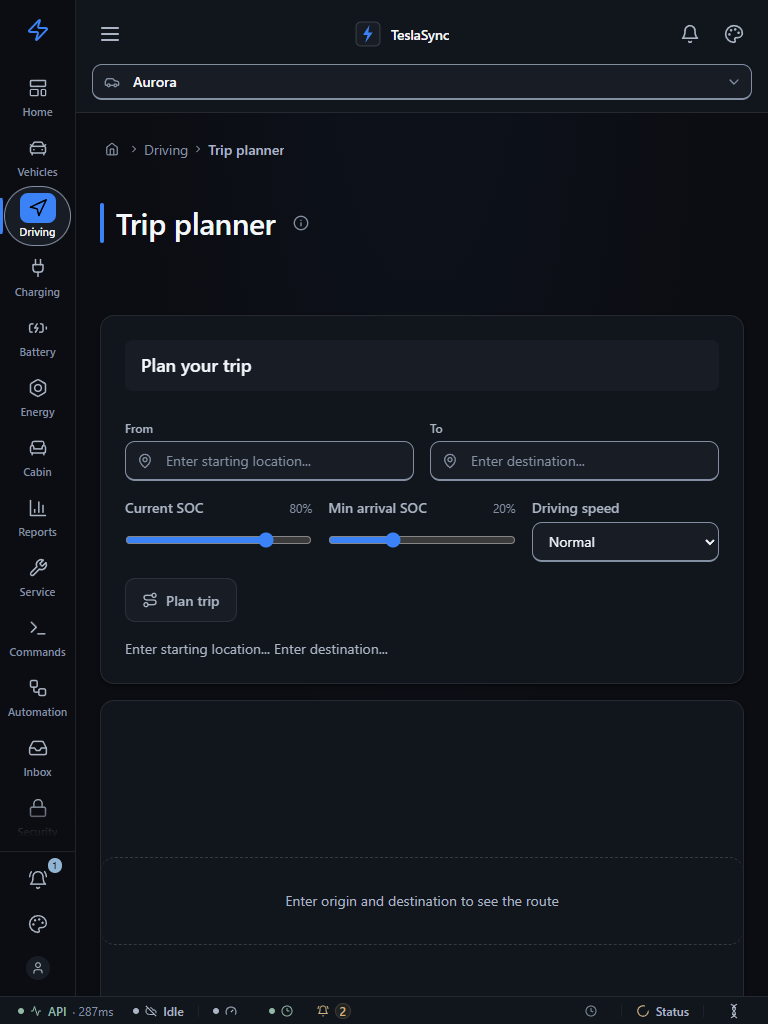 TeslaSync
Aurora
Home
Vehicles
Driving
Charging
Battery
Energy
Cabin
Reports
Service
Commands
Automation
Inbox
Security
1
Driving
Trip planner
Trip planner
Plan your trip
From
To
Enter starting location...
Enter destination...
Current SOC
80%
Min arrival SOC
20%
Driving speed
Normal
Plan trip
Enter starting location... Enter destination...
Enter origin and destination to see the route
API · 287ms
Idle
2
Status